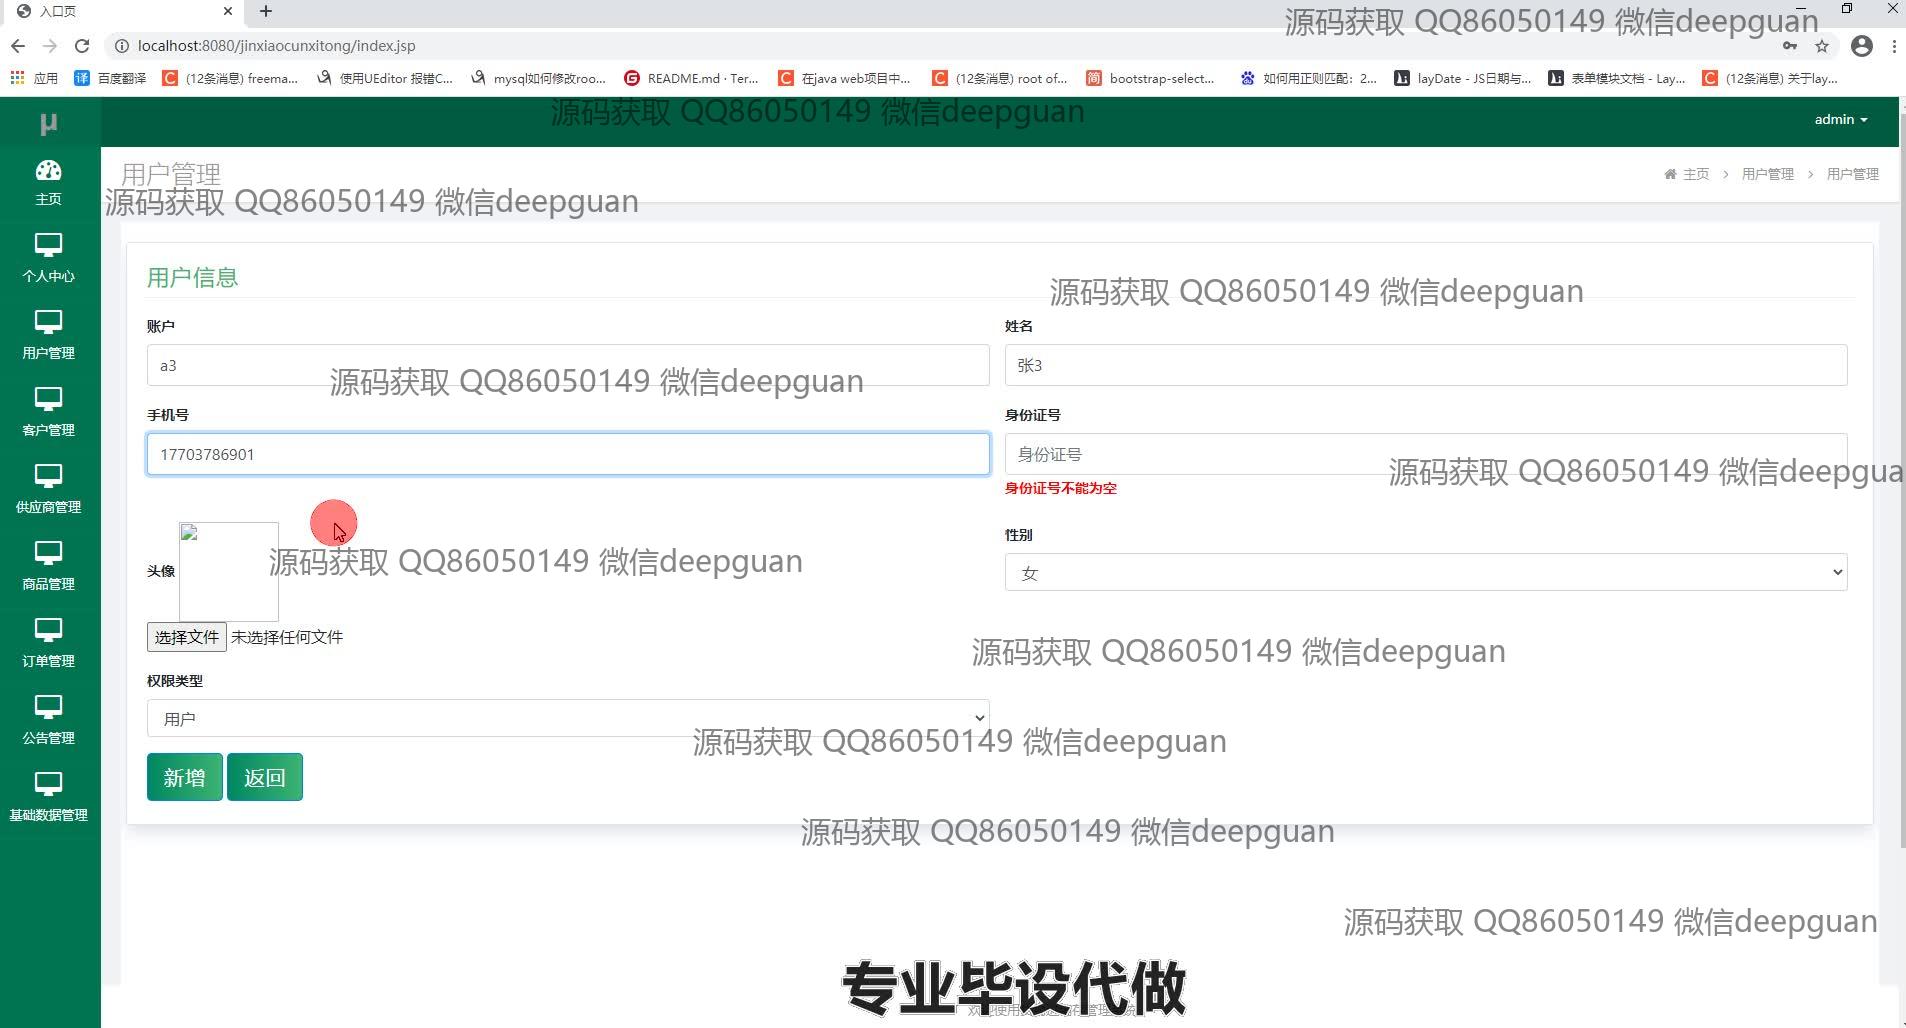 入口页
源码获取 QQ86050149 微信deepguan
localhost:8080/jinxiaocunxitong/index.jsp
应用
百度翻译
(12条消息) freema...
使用UEditor 报错C...
mysql如何修改roo...
README.md · Ter...
在java web项目中...
(12条消息) root of...
bootstrap-select...
如何用正则匹配：2...
layDate - JS日期与...
表单模块文档 - Lay...
(12条消息) 关于lay...
源码获取 QQ86050149 微信deepguan
µ
admin
主页
用户管理
主页 > 用户管理 > 用户管理
源码获取 QQ86050149 微信deepguan
个人中心
用户信息
源码获取 QQ86050149 微信deepguan
账户
姓名
用户管理
a3
张3
源码获取 QQ86050149 微信deepguan
手机号
身份证号
客户管理
17703786901
身份证号
源码获取 QQ86050149 微信deepgua
身份证号不能为空
供应商管理
性别
源码获取 QQ86050149 微信deepguan
头像
女
商品管理
选择文件 未选择任何文件
源码获取 QQ86050149 微信deepguan
订单管理
权限类型
用户
公告管理
源码获取 QQ86050149 微信deepguan
新增
返回
基础数据管理
源码获取 QQ86050149 微信deepguan
源码获取 QQ86050149 微信deepguan
专业毕设代做